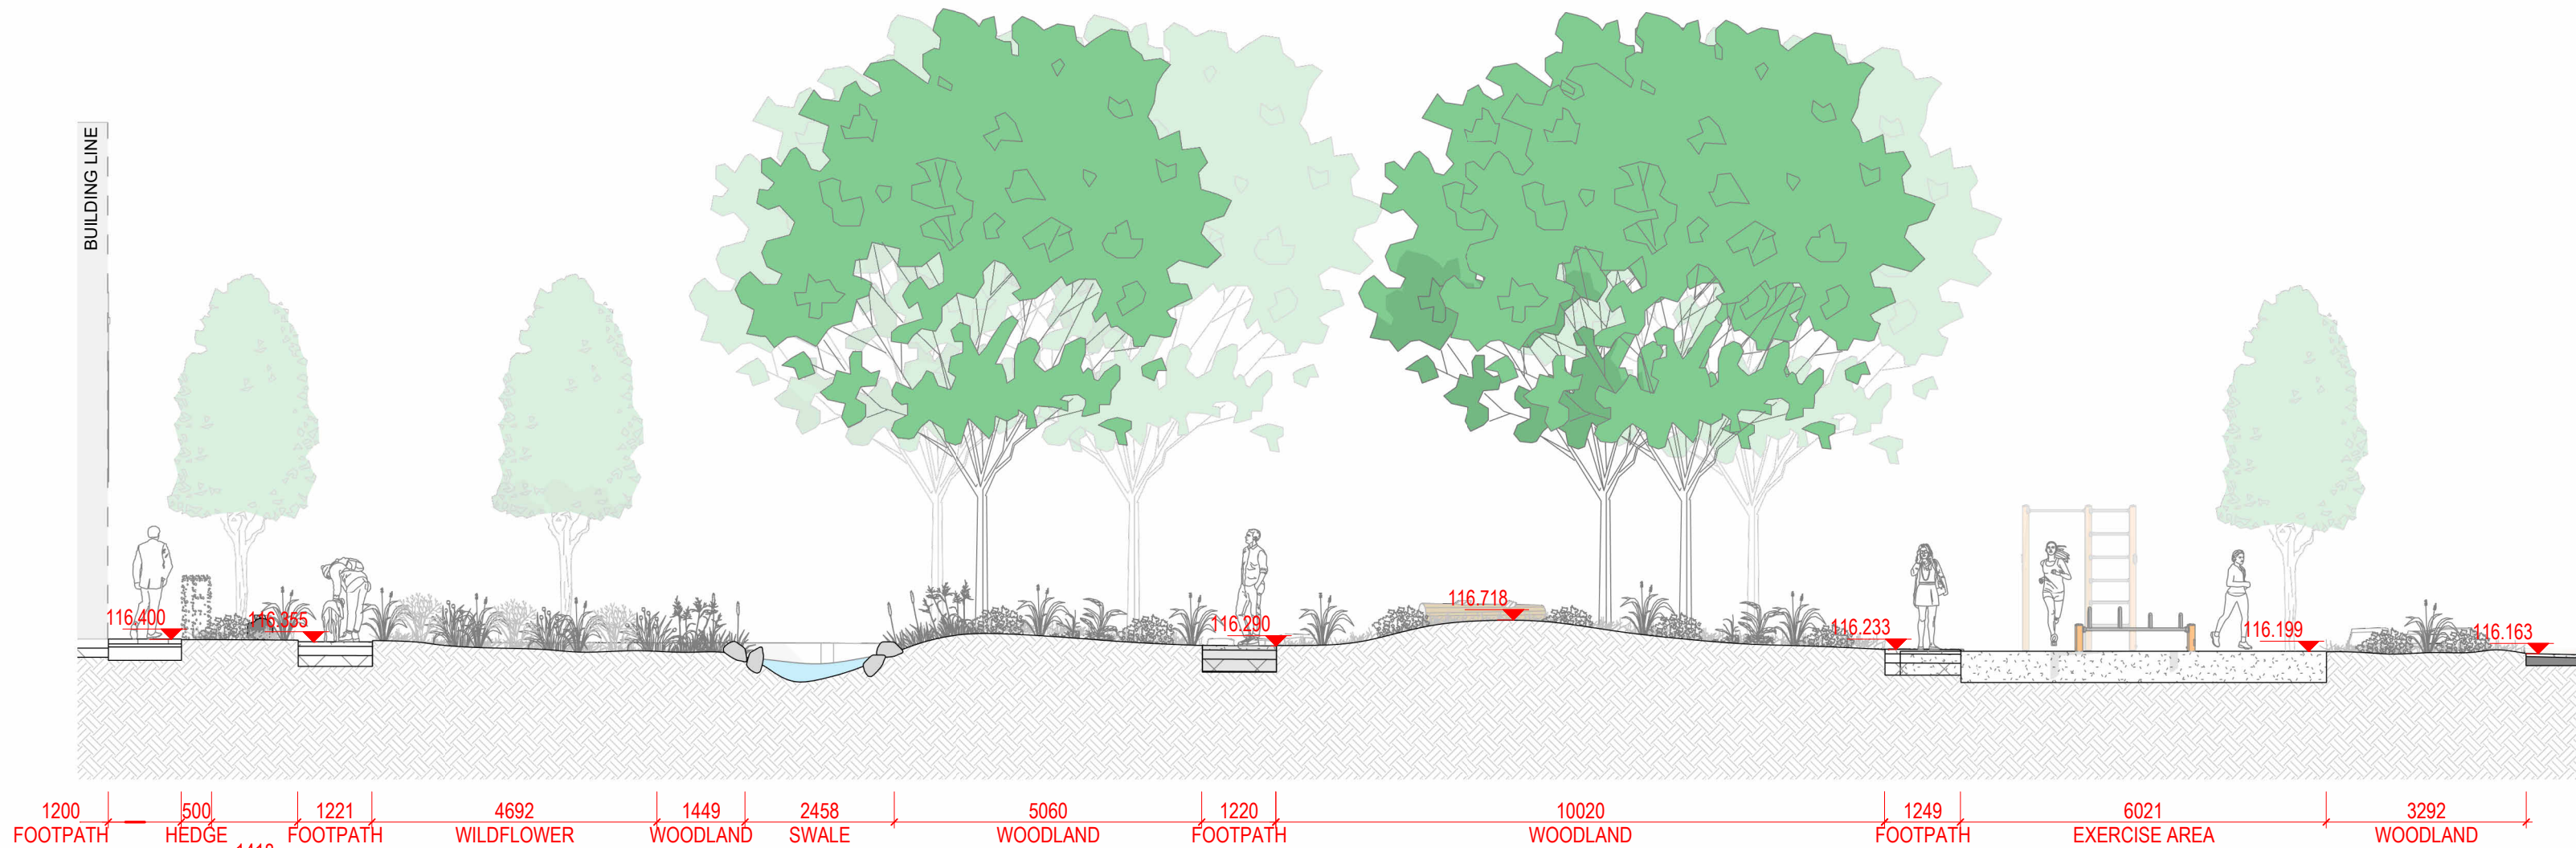 BUILDING LINE
116.400
116.355
116.290
116.718
116.233
116.199
116.163
1200
500
1221
4692
1449
2458
5060
1220
10020
1249
6021
3292
FOOTPATH
HEDGE
FOOTPATH
WILDFLOWER
WOODLAND
SWALE
WOODLAND
FOOTPATH
WOODLAND
FOOTPATH
EXERCISE AREA
WOODLAND